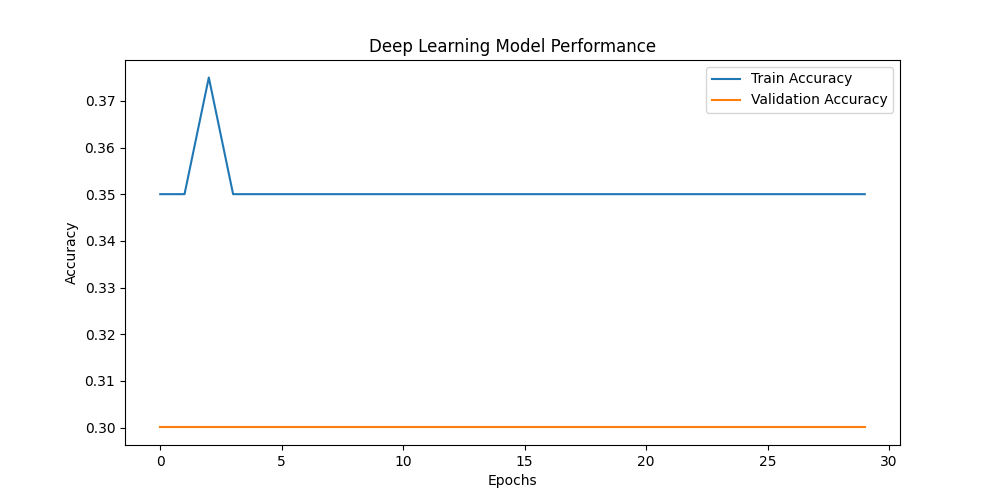 Deep Learning Model Performance
Train Accuracy
Validation Accuracy
0.37
0.36
0.35
0.34
0.33
0.32
0.31
0.30
Accuracy
0 5 10 15 20 25 30
Epochs